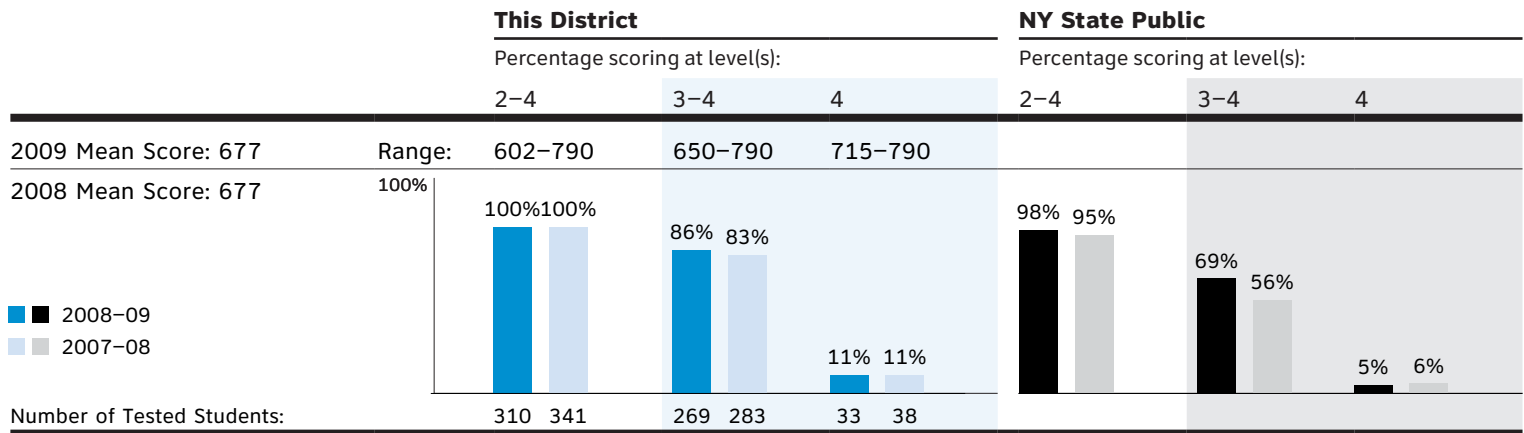 This District NY State Public
Percentage scoring at level(s): Percentage scoring at level(s):
2–4 3–4 4 2–4 3–4 4
2009 Mean Score: 677 Range: 602–790 650–790 715–790
2008 Mean Score: 677 100%
100% 100% 86% 83% 11% 11% 98% 95% 69% 56% 5% 6%
2008–09
2007–08
Number of Tested Students: 310 341 269 283 33 38